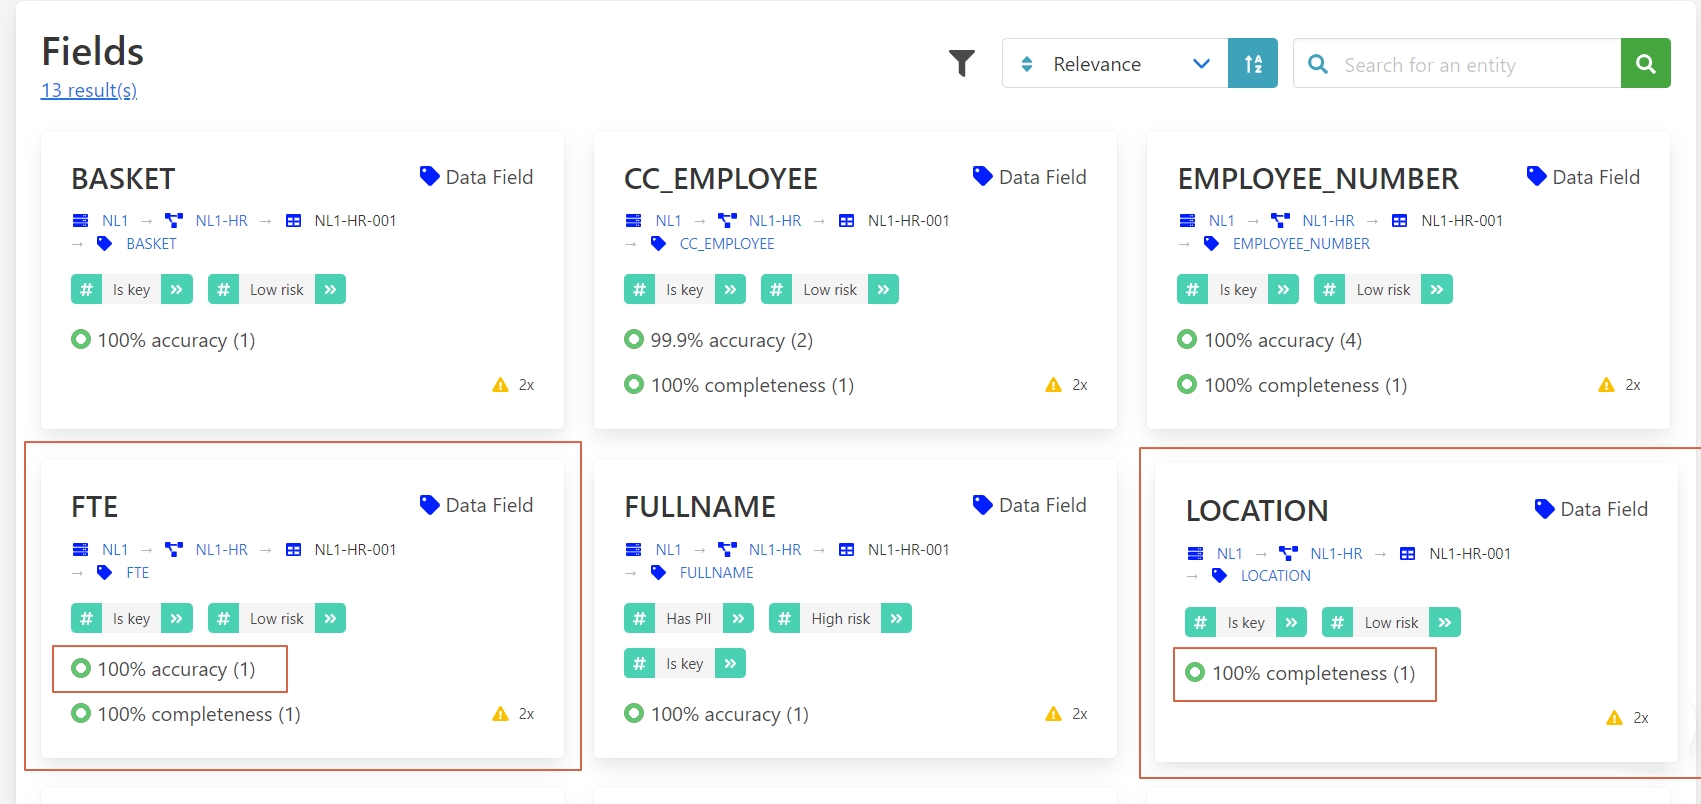 Fields
13 result(s)
Relevance
Search for an entity
BASKET
Data Field
NL1 → NL1-HR → NL1-HR-001
→ BASKET
# Is key » # Low risk »
100% accuracy (1)
2x
CC_EMPLOYEE
Data Field
NL1 → NL1-HR → NL1-HR-001
→ CC_EMPLOYEE
# Is key » # Low risk »
99.9% accuracy (2)
100% completeness (1)
2x
EMPLOYEE_NUMBER
Data Field
NL1 → NL1-HR → NL1-HR-001
→ EMPLOYEE_NUMBER
# Is key » # Low risk »
100% accuracy (4)
100% completeness (1)
2x
FTE
Data Field
NL1 → NL1-HR → NL1-HR-001
→ FTE
# Is key » # Low risk »
100% accuracy (1)
100% completeness (1)
2x
FULLNAME
Data Field
NL1 → NL1-HR → NL1-HR-001
→ FULLNAME
# Has PII » # High risk »
# Is key »
100% accuracy (1)
2x
LOCATION
Data Field
NL1 → NL1-HR → NL1-HR-001
→ LOCATION
# Is key » # Low risk »
100% completeness (1)
2x